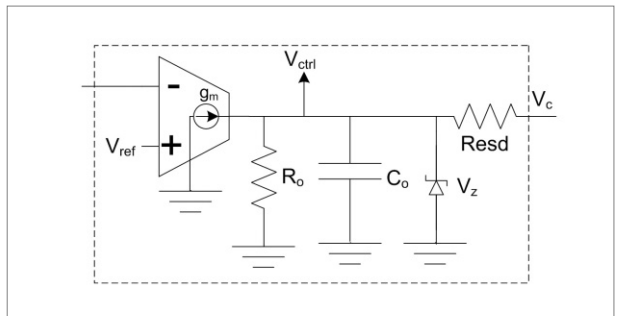 V_ctrl
-
g_m
V_ref
+
R_o
C_o
V_z
Resd
V_c